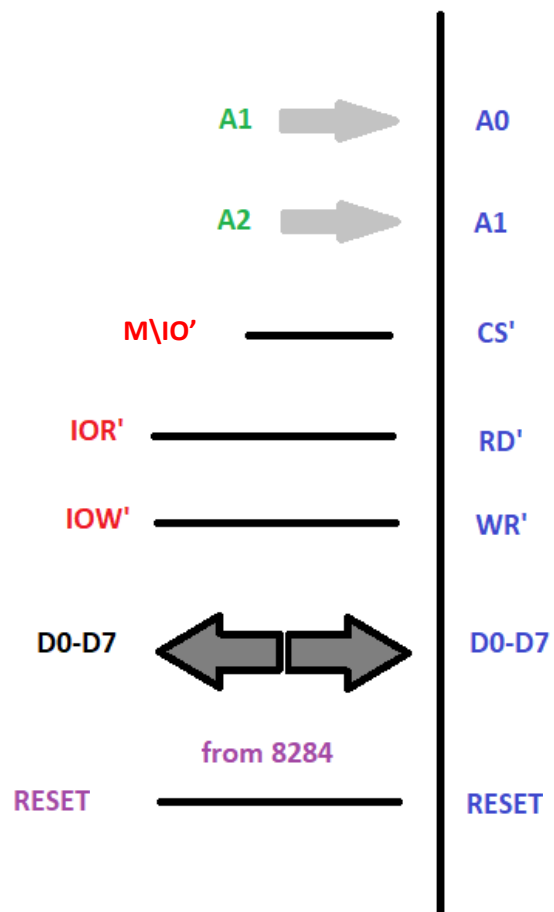 A1 A0
A2 A1
M\IO’ CS'
IOR' RD'
IOW' WR'
D0-D7 D0-D7
from 8284
RESET RESET